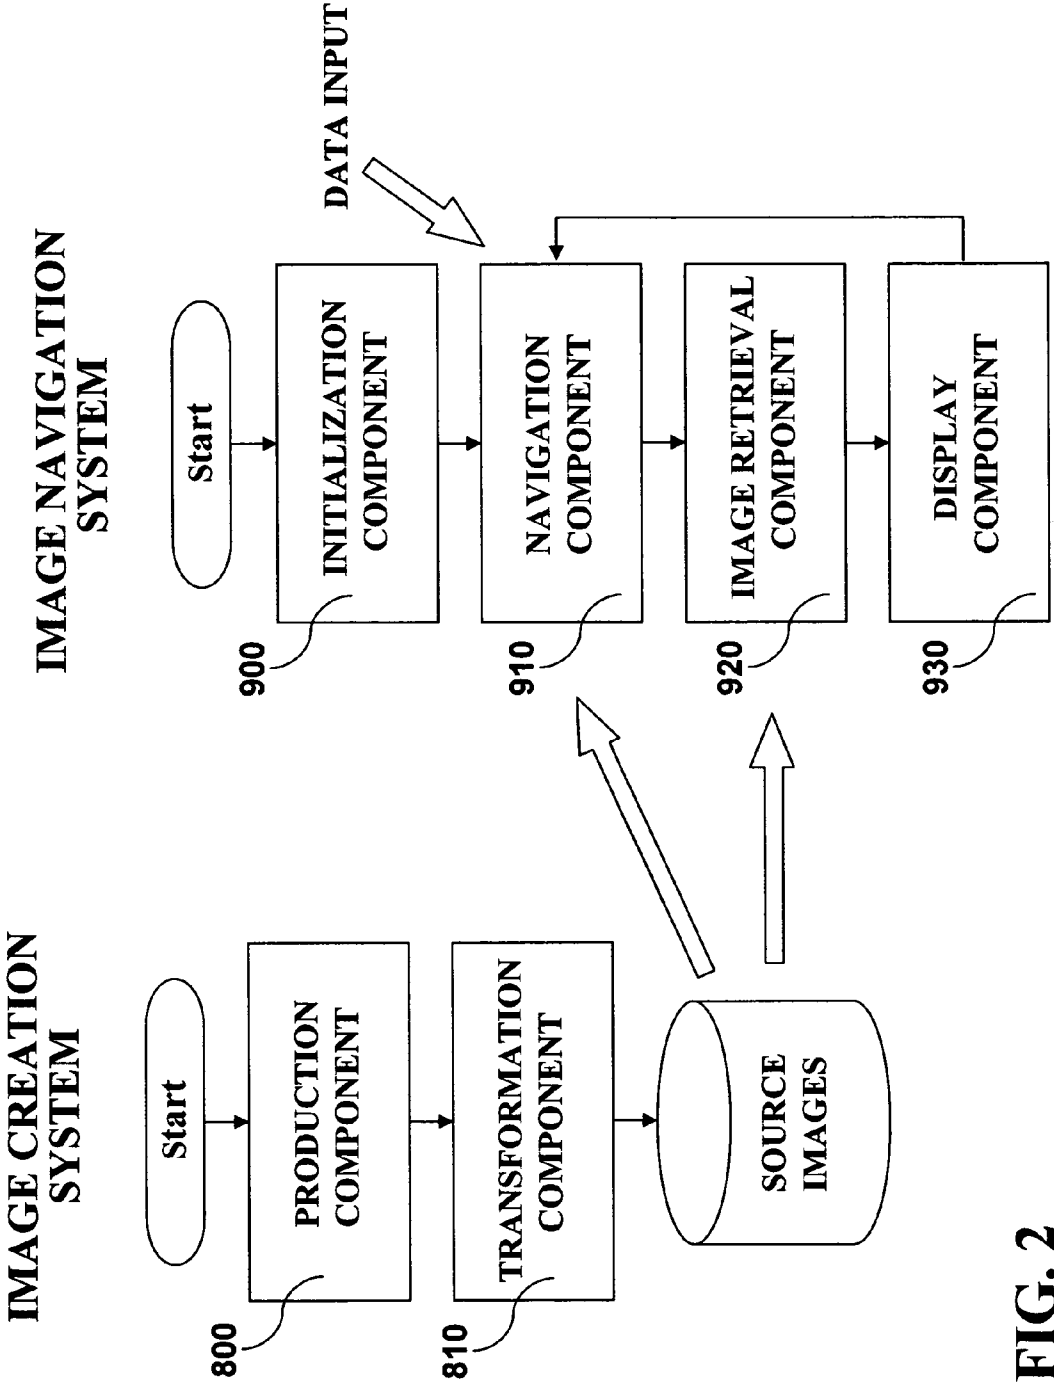 IMAGE CREATION
SYSTEM
Start
800
PRODUCTION
COMPONENT
810
TRANSFORMATION
COMPONENT
SOURCE
IMAGES
IMAGE NAVIGATION
SYSTEM
Start
DATA INPUT
900
INITIALIZATION
COMPONENT
910
NAVIGATION
COMPONENT
920
IMAGE RETRIEVAL
COMPONENT
930
DISPLAY
COMPONENT
FIG. 2